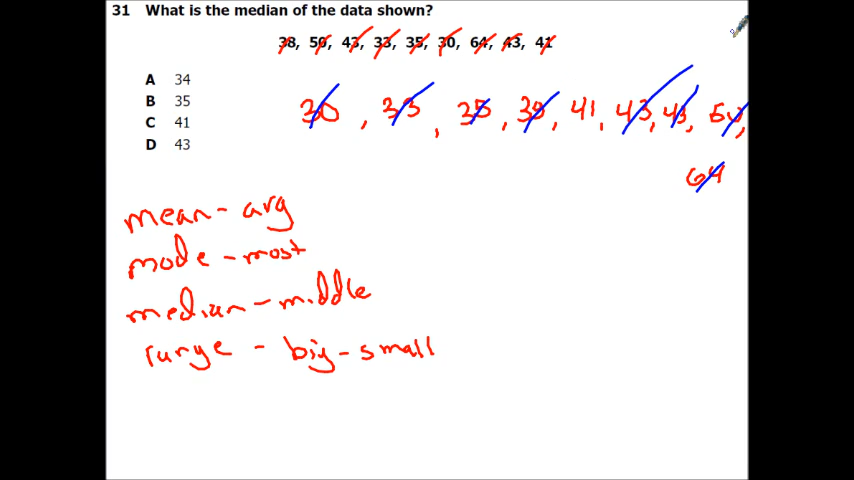 31 What is the median of the data shown?
38, 50, 43, 33, 35, 30, 64, 43, 41
A 34
B 35
C 41
D 43
30, 33, 35, 38, 41, 43, 43, 50,
64
mean - avg
mode - most
median - middle
range - big - small